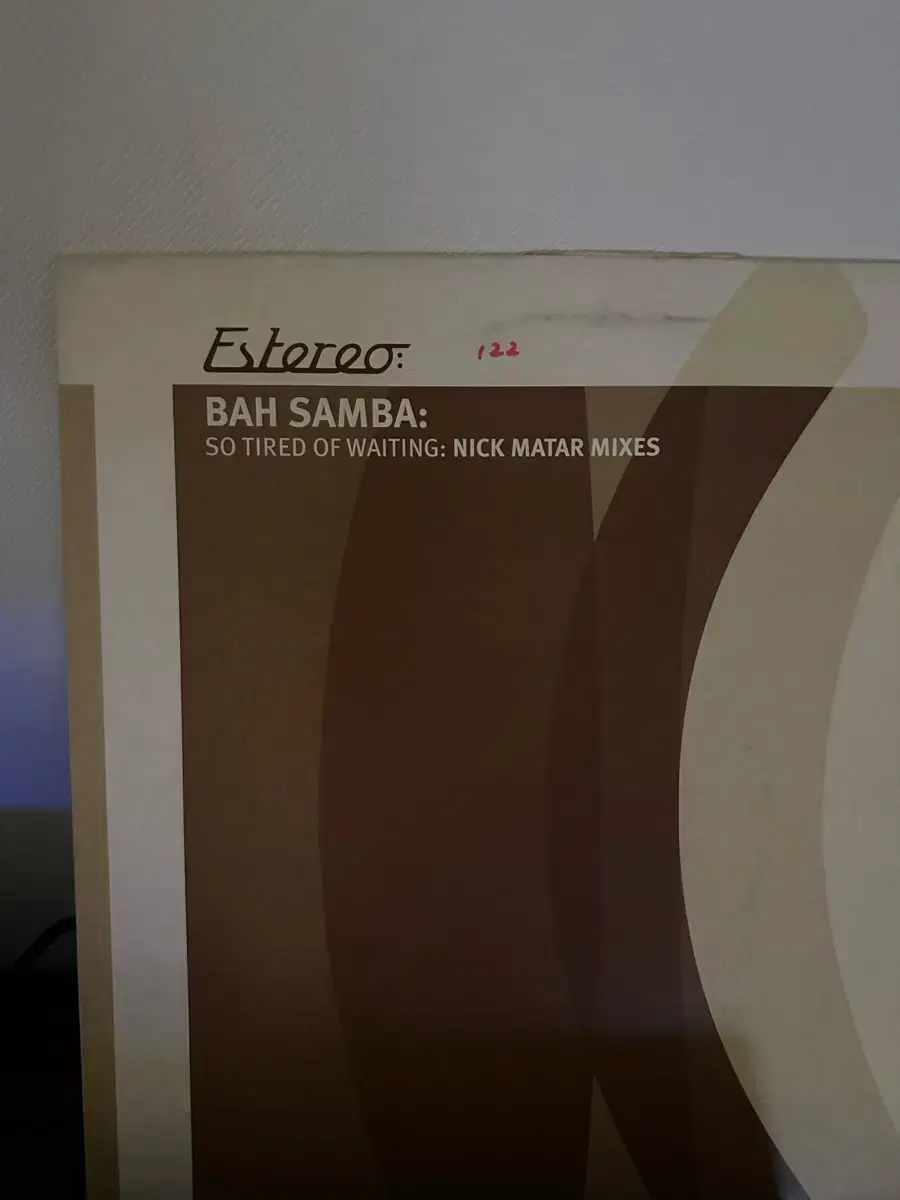 Estereo:
122
BAH SAMBA:
SO TIRED OF WAITING: NICK MATAR MIXES